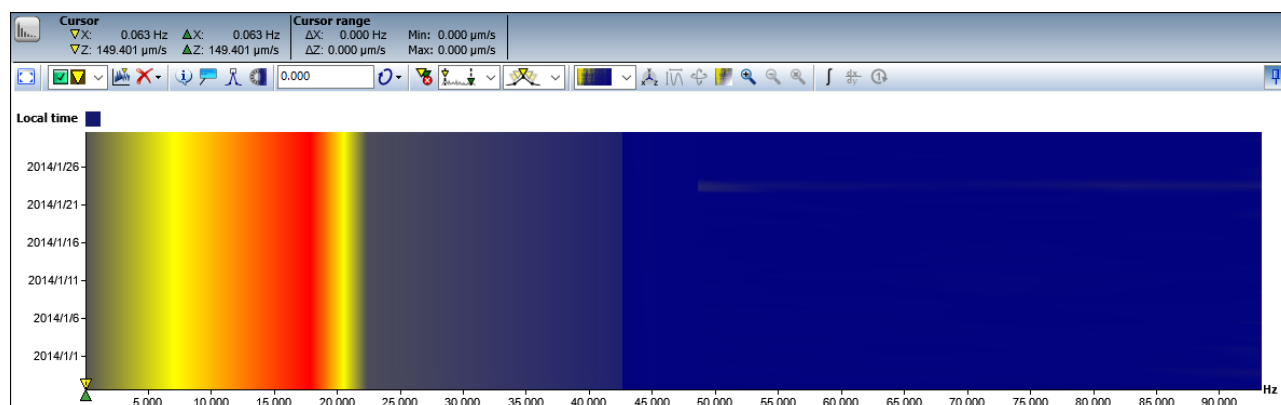 Cursor Cursor range
X: 0.063 Hz ΔX: 0.063 Hz ΔX: 0.000 Hz Min: 0.000 µm/s
Z: 149.401 µm/s ΔZ: 149.401 µm/s ΔZ: 0.000 µm/s Max: 0.000 µm/s
0.000
Local time
2014/1/26
2014/1/21
2014/1/16
2014/1/11
2014/1/6
2014/1/1
5.000 10.000 15.000 20.000 25.000 30.000 35.000 40.000 45.000 50.000 55.000 60.000 65.000 70.000 75.000 80.000 85.000 90.000 Hz